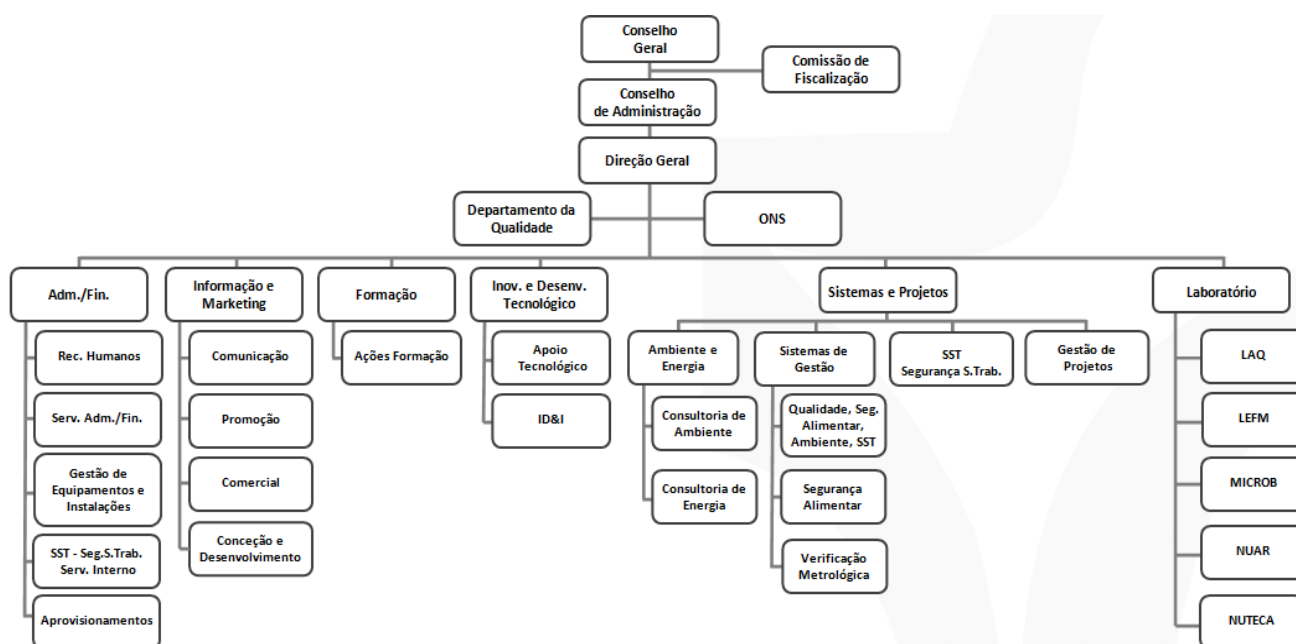 Conselho
Geral
Comissão de
Fiscalização
Conselho
de Administração
Direção Geral
Departamento da
Qualidade
ONS
Adm./Fin.
Informação e
Marketing
Formação
Inov. e Desenv.
Tecnológico
Sistemas e Projetos
Laboratório
Rec. Humanos
Serv. Adm./Fin.
Gestão de
Equipamentos e
Instalações
SST - Seg.S.Trab.
Serv. Interno
Aprovisionamentos
Comunicação
Promoção
Comercial
Conceção e
Desenvolvimento
Ações Formação
Apoio
Tecnológico
ID&I
Ambiente e
Energia
Consultoria de
Ambiente
Consultoria de
Energia
Sistemas de
Gestão
Qualidade, Seg.
Alimentar,
Ambiente, SST
Segurança
Alimentar
Verificação
Metrológica
SST
Segurança S.Trab.
Gestão de
Projetos
LAQ
LEFM
MICROB
NUAR
NUTECA